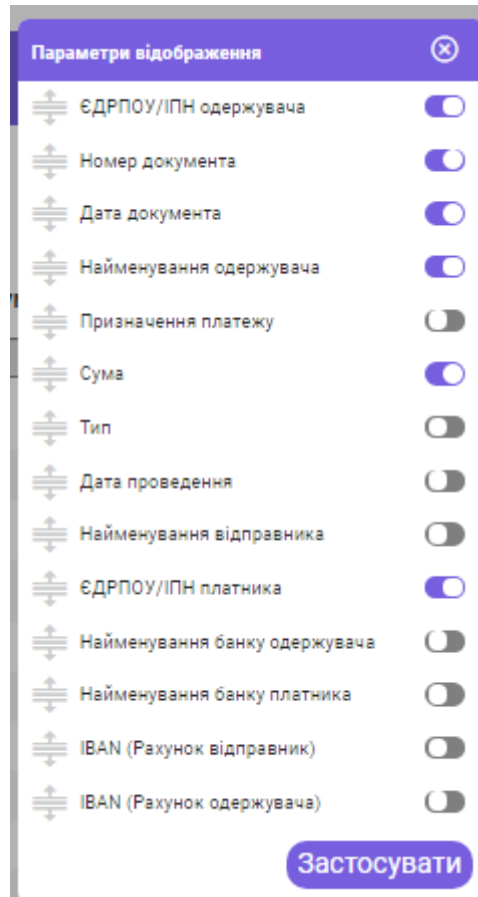 Параметри відображення
ЄДРПОУ/ІПН одержувача
Номер документа
Дата документа
Найменування одержувача
Призначення платежу
Сума
Тип
Дата проведення
Найменування відправника
ЄДРПОУ/ІПН платника
Найменування банку одержувача
Найменування банку платника
IBAN (Рахунок відправник)
IBAN (Рахунок одержувача)
Застосувати